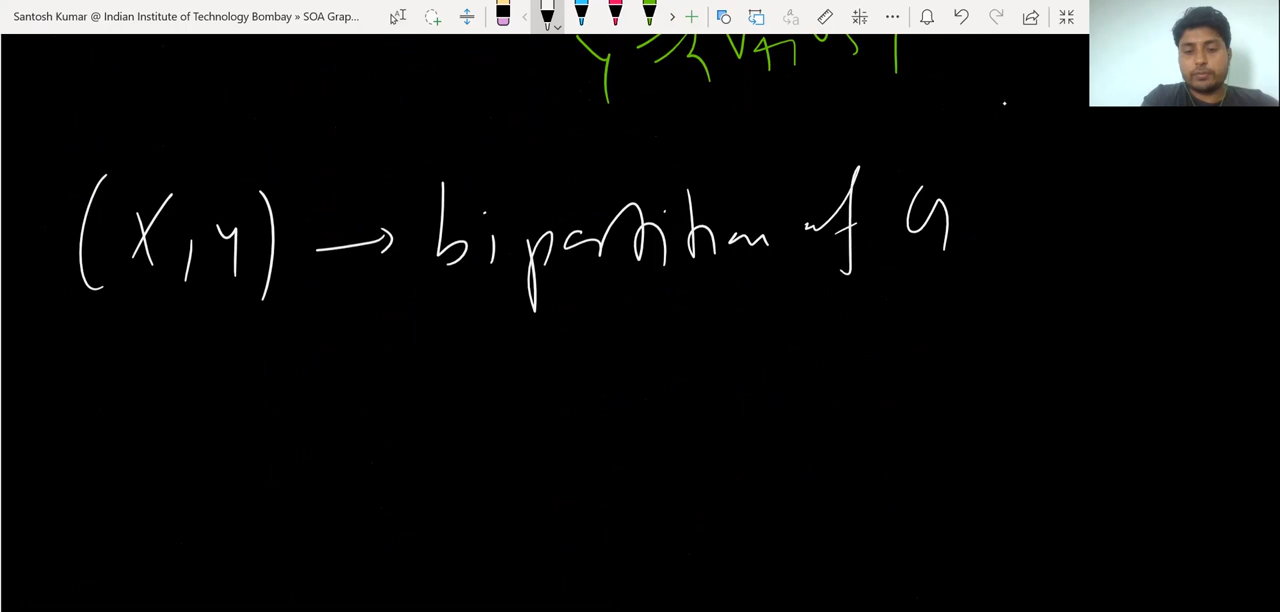 Santosh Kumar @ Indian Institute of Technology Bombay » SOA Grap...
(X, Y) → bipartition of G